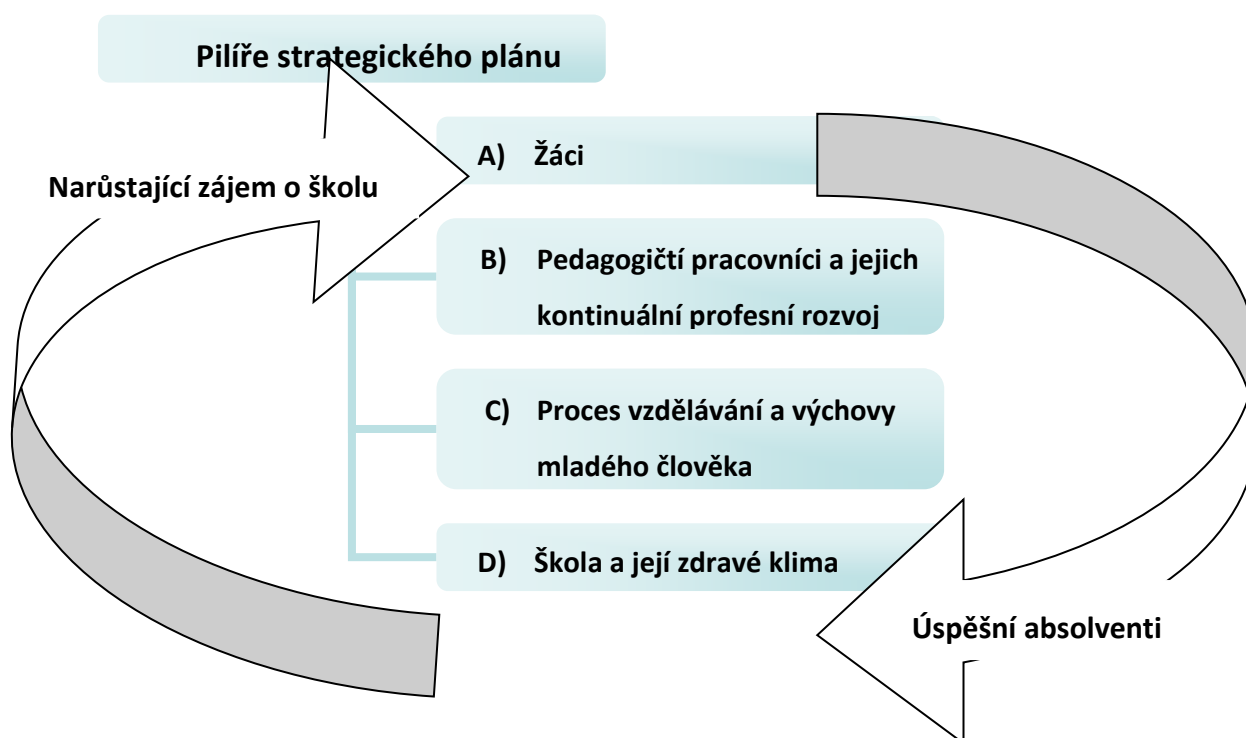 Pilíře strategického plánu
A) Žáci
Narůstající zájem o školu
B) Pedagogičtí pracovníci a jejich
kontinuální profesní rozvoj
C) Proces vzdělávání a výchovy
mladého člověka
D) Škola a její zdravé klima
Úspěšní absolventi